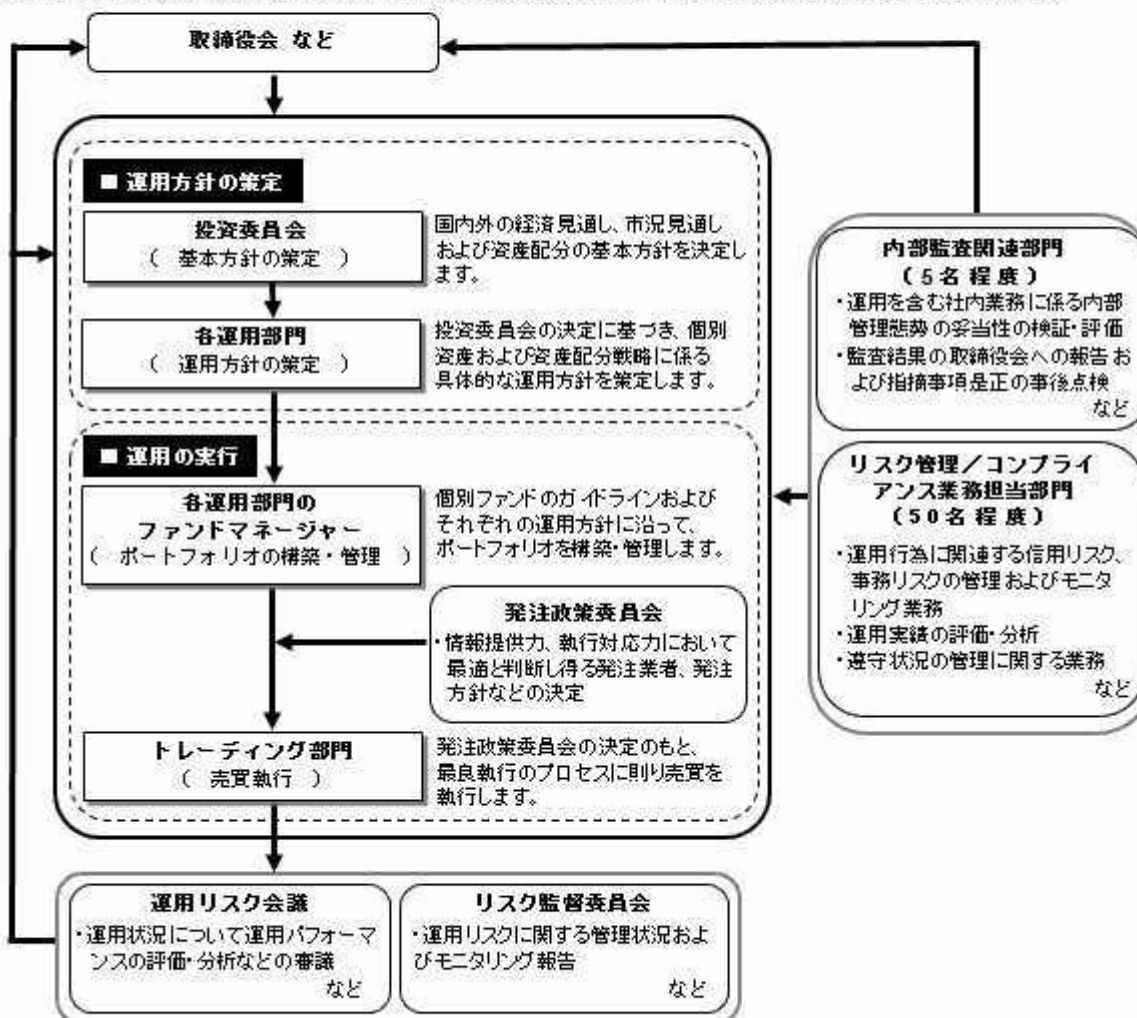 取締役会 など
■ 運用方針の策定
投資委員会
( 基本方針の策定 )
国内外の経済見通し、市況見通し
および資産配分の基本方針を決定し
ます。
各運用部門
( 運用方針の策定 )
投資委員会の決定に基づき、個別
資産および資産配分戦略に係る
具体的な運用方針を策定します。
■ 運用の実行
各運用部門の
ファンドマネージャー
( ポートフォリオの構築・管理 )
個別ファンドのガイドラインおよび
それぞれの運用方針に沿って、
ポートフォリオを構築・管理します。
発注政策委員会
・情報提供力、執行対応力において
最適と判断し得る発注業者、発注
方針などの決定
トレーディング部門
( 売買執行 )
発注政策委員会の決定のもと、
最良執行のプロセスに則り売買を
執行します。
内部監査関連部門
(5名程度)
・運用を含む社内業務に係る内部
管理態勢の妥当性の検証・評価
・監査結果の取締役会への報告お
よび指摘事項是正の事後点検
など
リスク管理/コンプライ
アンス業務担当部門
(50名程度)
・運用行為に関連する信用リスク、
事務リスクの管理およびモニタ
リング業務
・運用実績の評価・分析
・遵守状況の管理に関する業務
など
運用リスク会議
・運用状況について運用パフォーマ
ンスの評価・分析などの審議
など
リスク監督委員会
・運用リスクに関する管理状況およ
びモニタリング報告
など